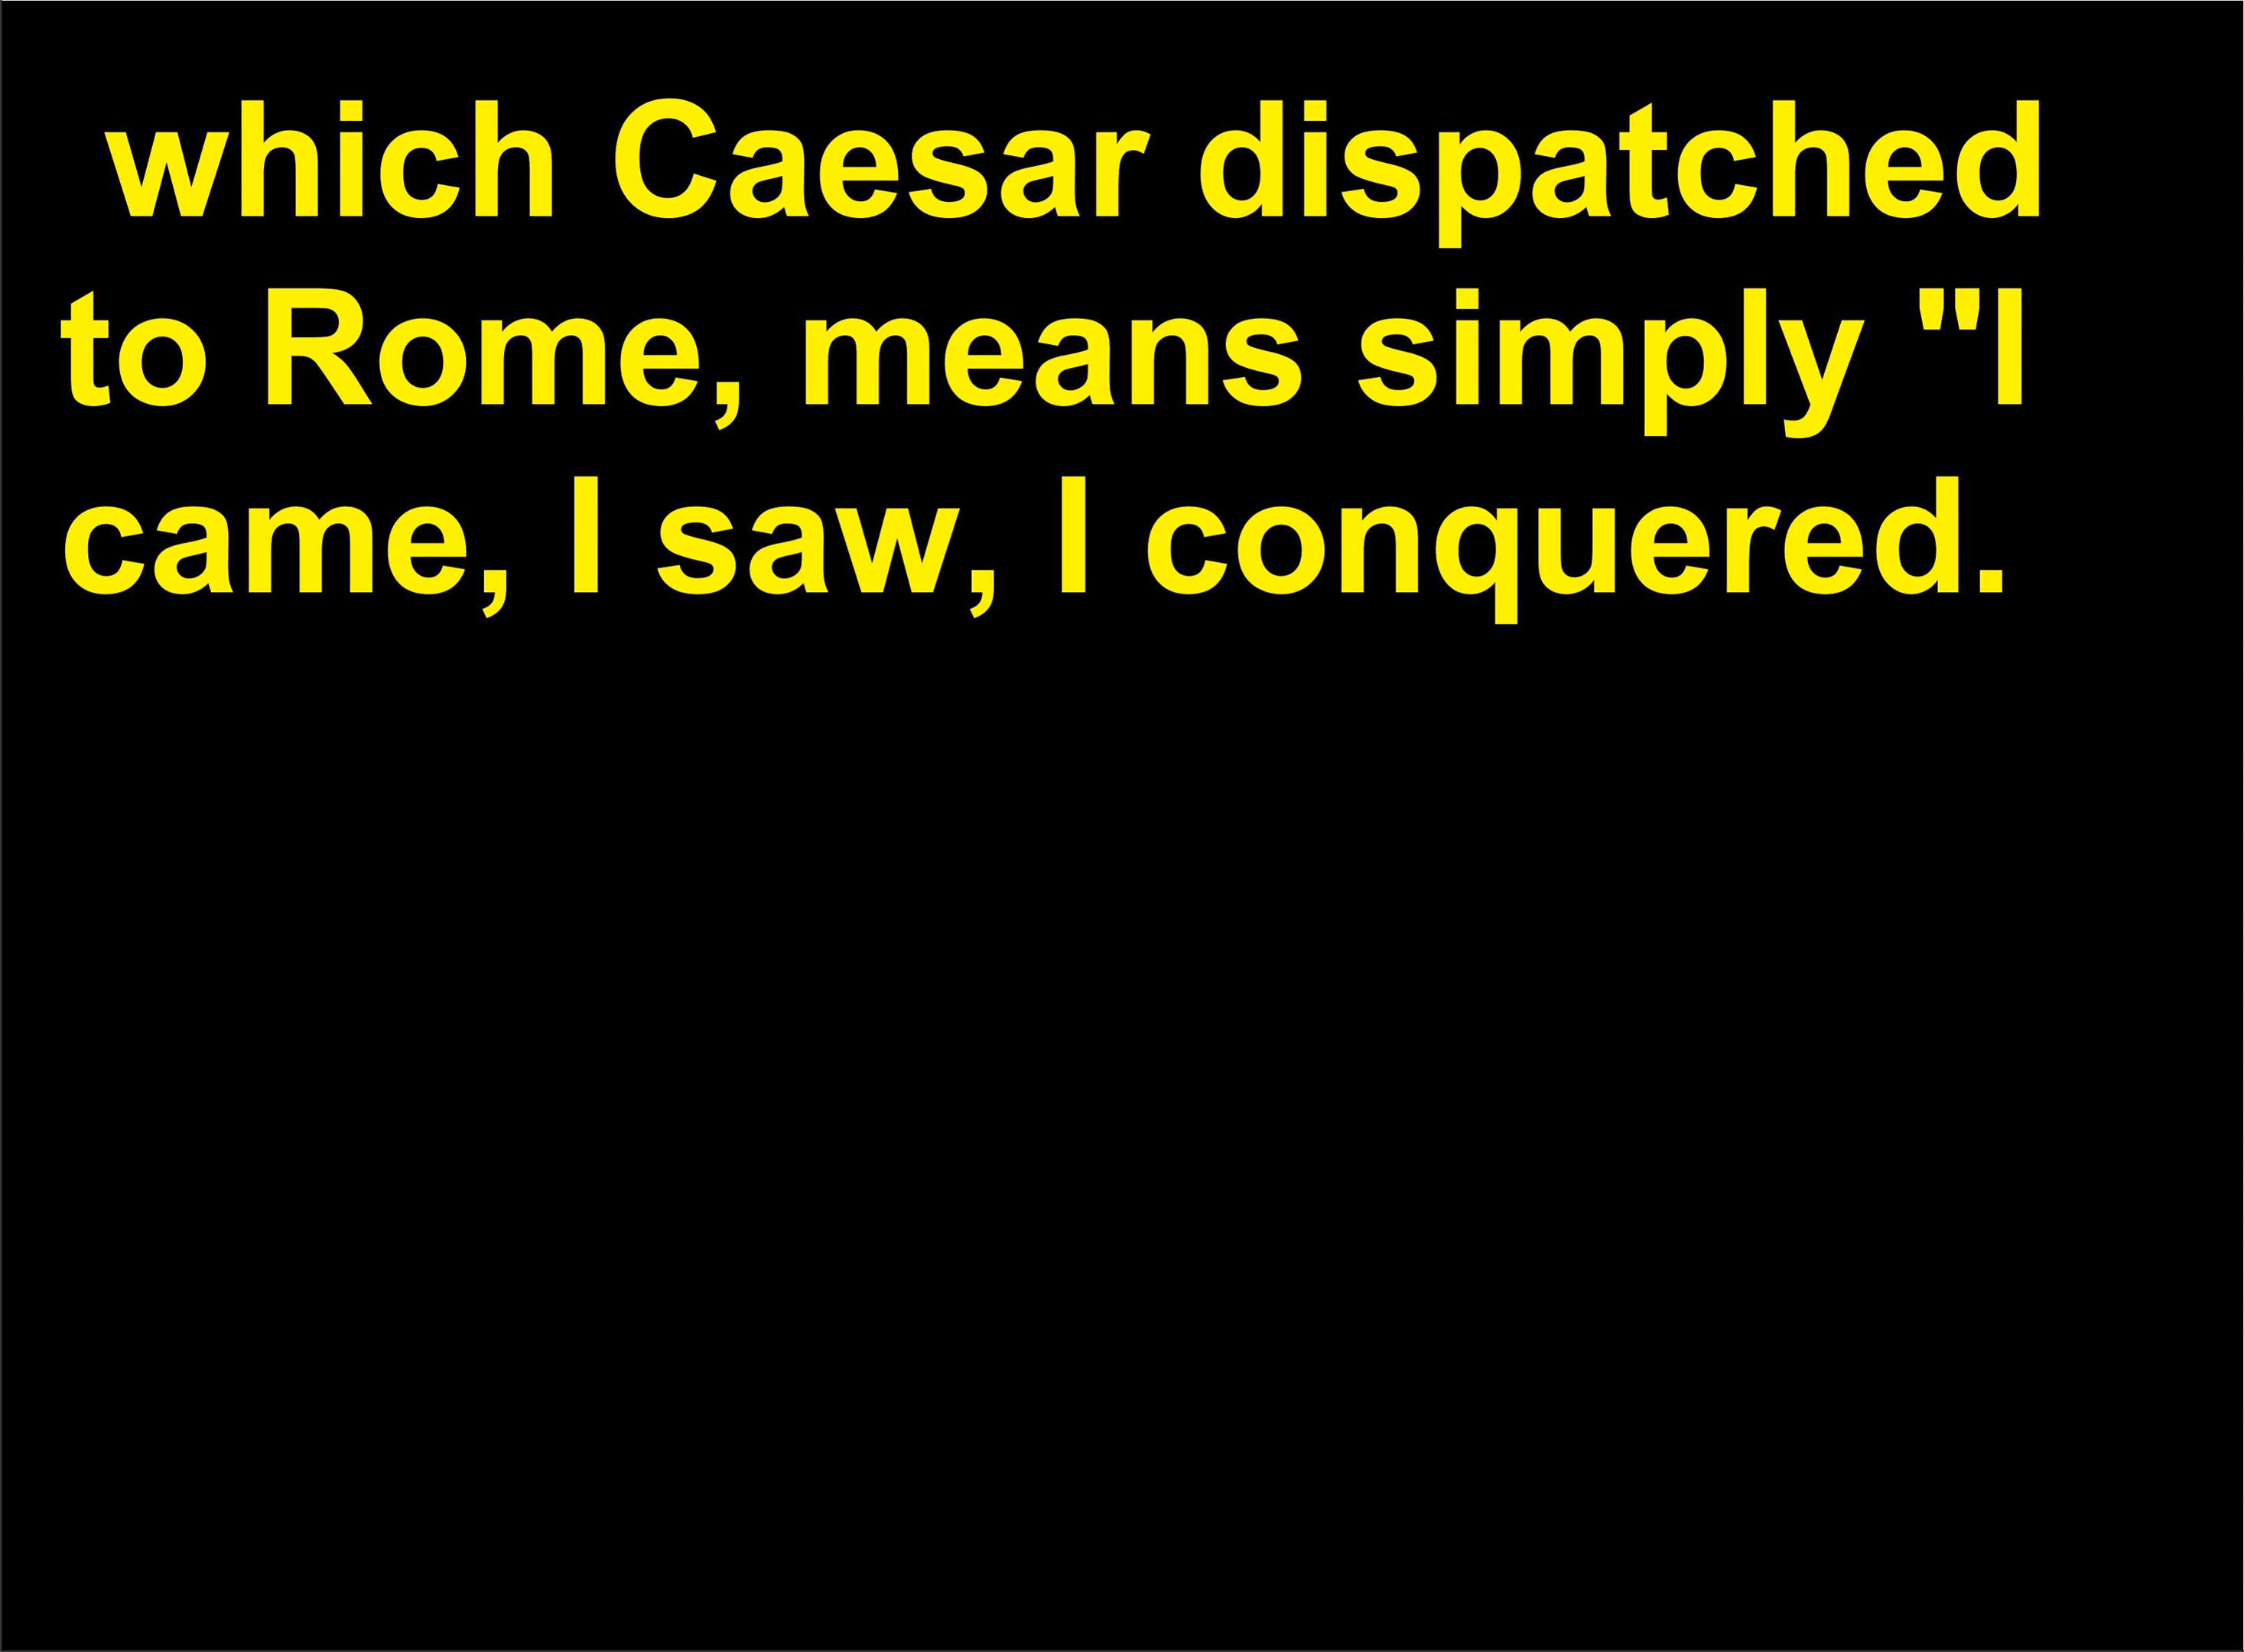 which Caesar dispatched
to Rome, means simply "I
came, I saw, I conquered.